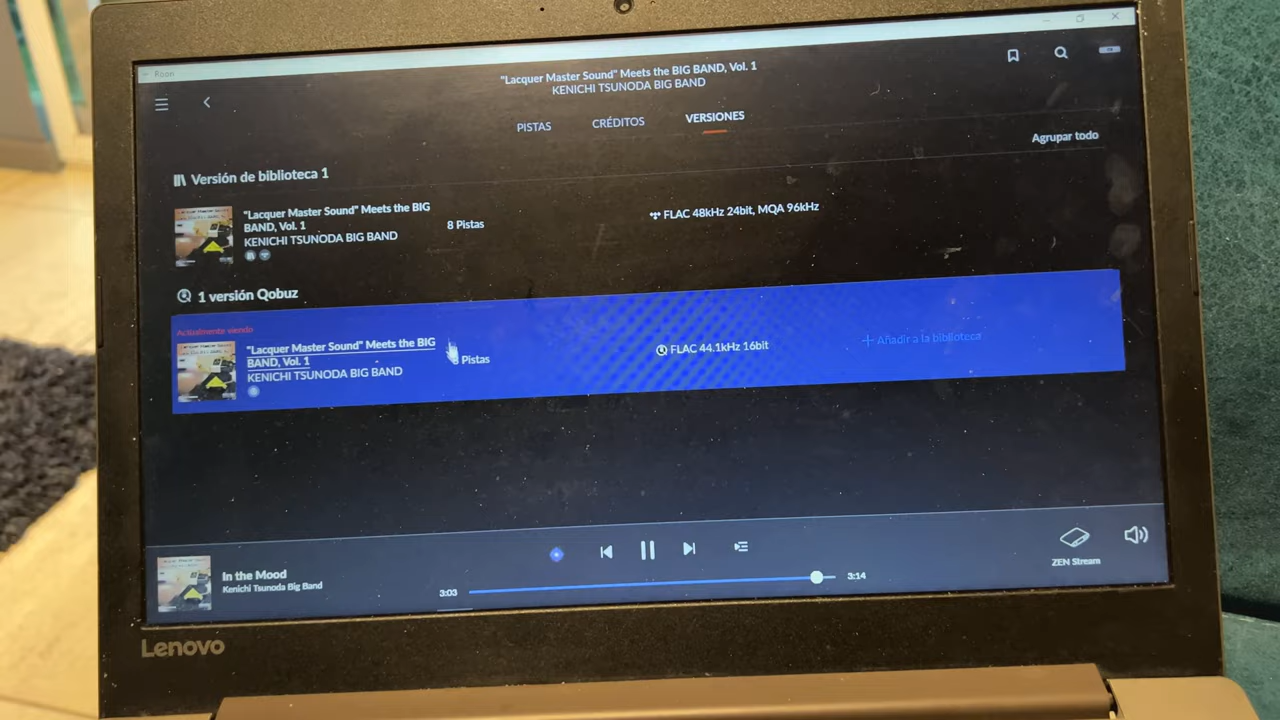 Roon
"Lacquer Master Sound" Meets the BIG BAND, Vol. 1
KENICHI TSUNODA BIG BAND
PISTAS CRÉDITOS VERSIONES
Agrupar todo
Versión de biblioteca 1
"Lacquer Master Sound" Meets the BIG
BAND, Vol. 1
KENICHI TSUNODA BIG BAND
8 Pistas
FLAC 48kHz 24bit, MQA 96kHz
1 versión Qobuz
Actualmente viendo
"Lacquer Master Sound" Meets the BIG
BAND, Vol. 1
KENICHI TSUNODA BIG BAND
8 Pistas
FLAC 44.1kHz 16bit
+ Añadir a la biblioteca
In the Mood
Kenichi Tsunoda Big Band
3:03
3:14
ZEN Stream
Lenovo